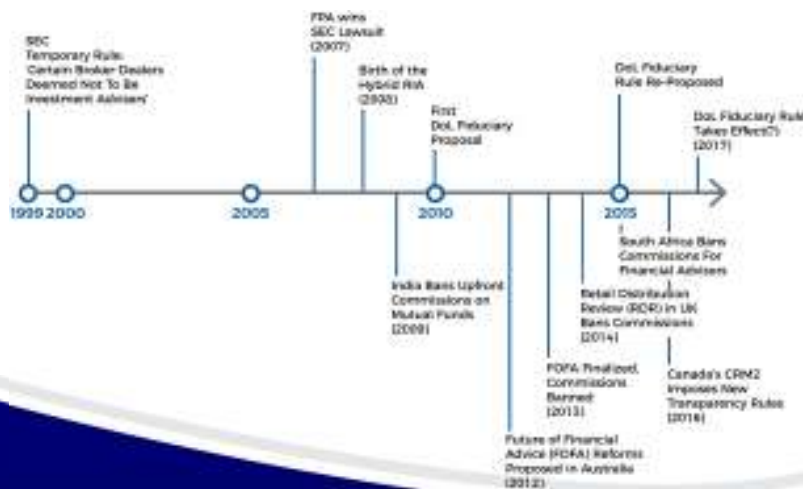 SEC
Temporary Rule:
'Certain Broker Dealers
Deemed Not To Be
Investment Advisers'
FPA wins
SEC Lawsuit
(2007)
Birth of the
Hybrid RIA
(2008)
First
DoL Fiduciary
Proposal
DoL Fiduciary
Rule Re-Proposed
DoL Fiduciary Rule
Takes Effect(?)
(2017)
1999 2000 2005 2010 2015
South Africa Bans
Commissions For
Financial Advisers
India Bans Upfront
Commissions on
Mutual Funds
(2009)
Retail Distribution
Review (RDR) in UK
Bans Commissions
(2014)
FOFA Finalized,
Commissions
Banned
(2013)
Canada's CRM2
Imposes New
Transparency Rules
(2016)
Future of Financial
Advice (FOFA) Reforms
Proposed in Australia
(2012)